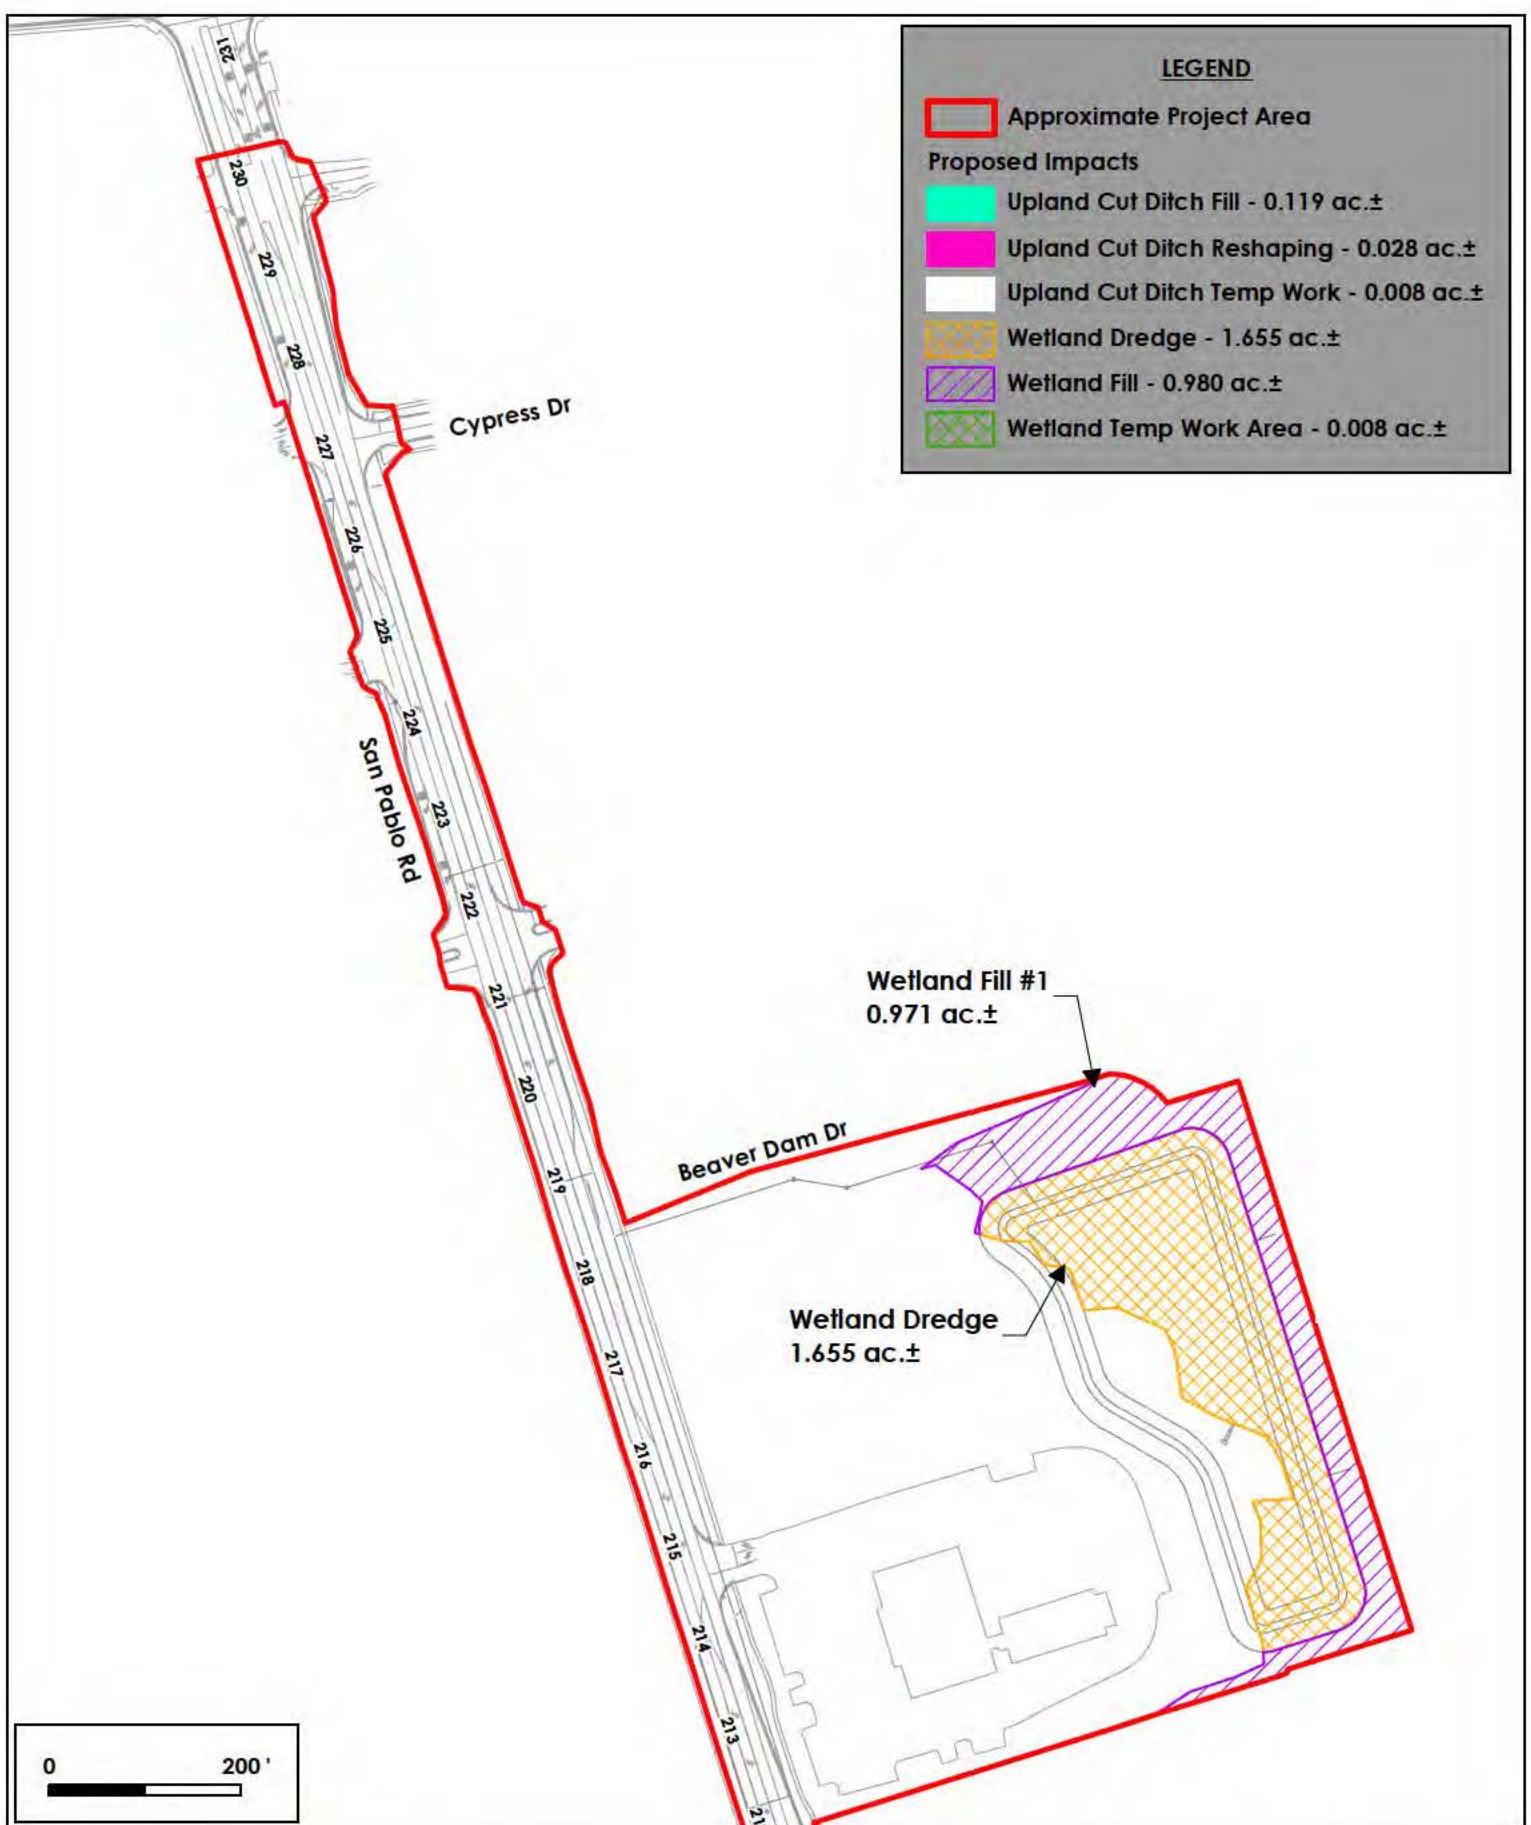 LEGEND
Approximate Project Area
Proposed Impacts
Upland Cut Ditch Fill - 0.119 ac.±
Upland Cut Ditch Reshaping - 0.028 ac.±
Upland Cut Ditch Temp Work - 0.008 ac.±
Wetland Dredge - 1.655 ac.±
Wetland Fill - 0.980 ac.±
Wetland Temp Work Area - 0.008 ac.±
231
230
229
228
Cypress Dr
227
226
225
224
San Pablo Rd
223
222
221
Wetland Fill #1
0.971 ac.±
220
Beaver Dam Dr
219
218
Wetland Dredge
1.655 ac.±
217
216
215
214
213
21
0 200 '